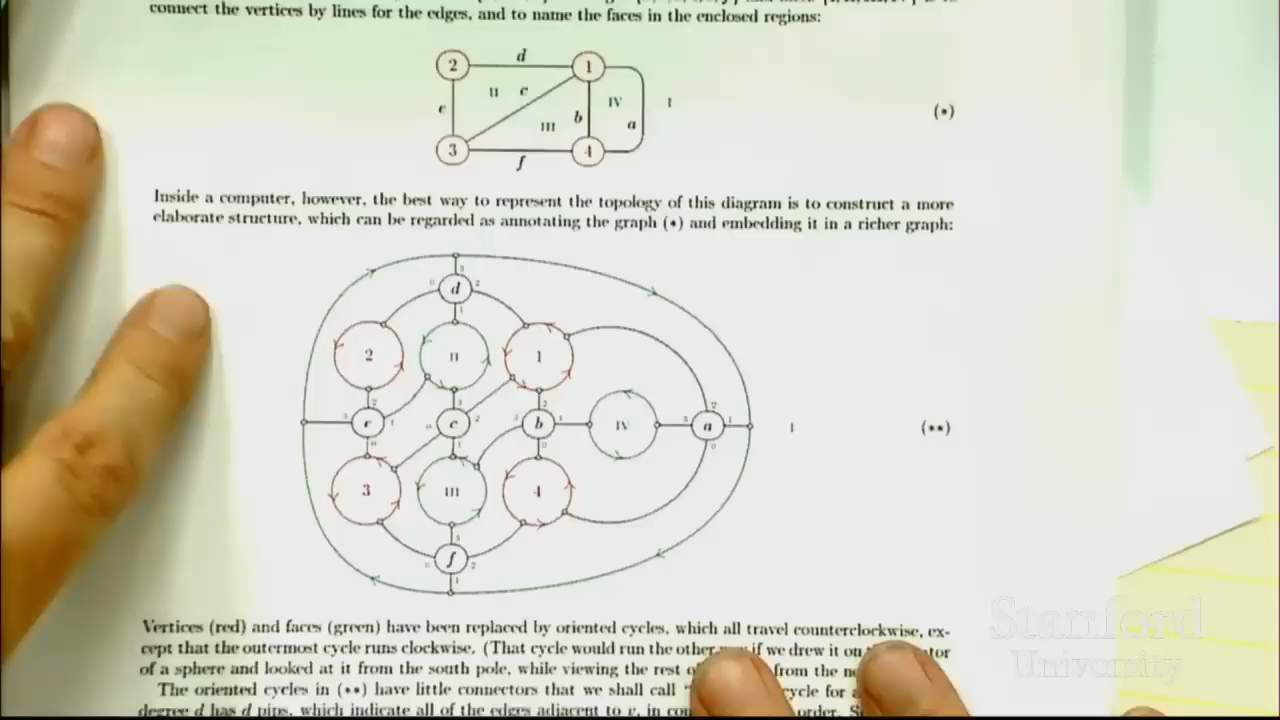 connect the vertices by lines for the edges, and to name the faces in the enclosed regions:
2 d 1
II c IV I
e b (*)
III a
3 f 4
Inside a computer, however, the best way to represent the topology of this diagram is to construct a more
elaborate structure, which can be regarded as annotating the graph (*) and embedding it in a richer graph:
d
2 II 1
e c b IV a I (**)
3 III 4
f
Vertices (red) and faces (green) have been replaced by oriented cycles, which all travel counterclockwise, ex-
cept that the outermost cycle runs clockwise. (That cycle would run the other if we drew it on
of a sphere and looked at it from the south pole, while viewing the rest from the
The oriented cycles in (**) have little connectors that we shall call
degree d has d pins, which indicate all of the edges adjacent to v, in order.
Stanford
University